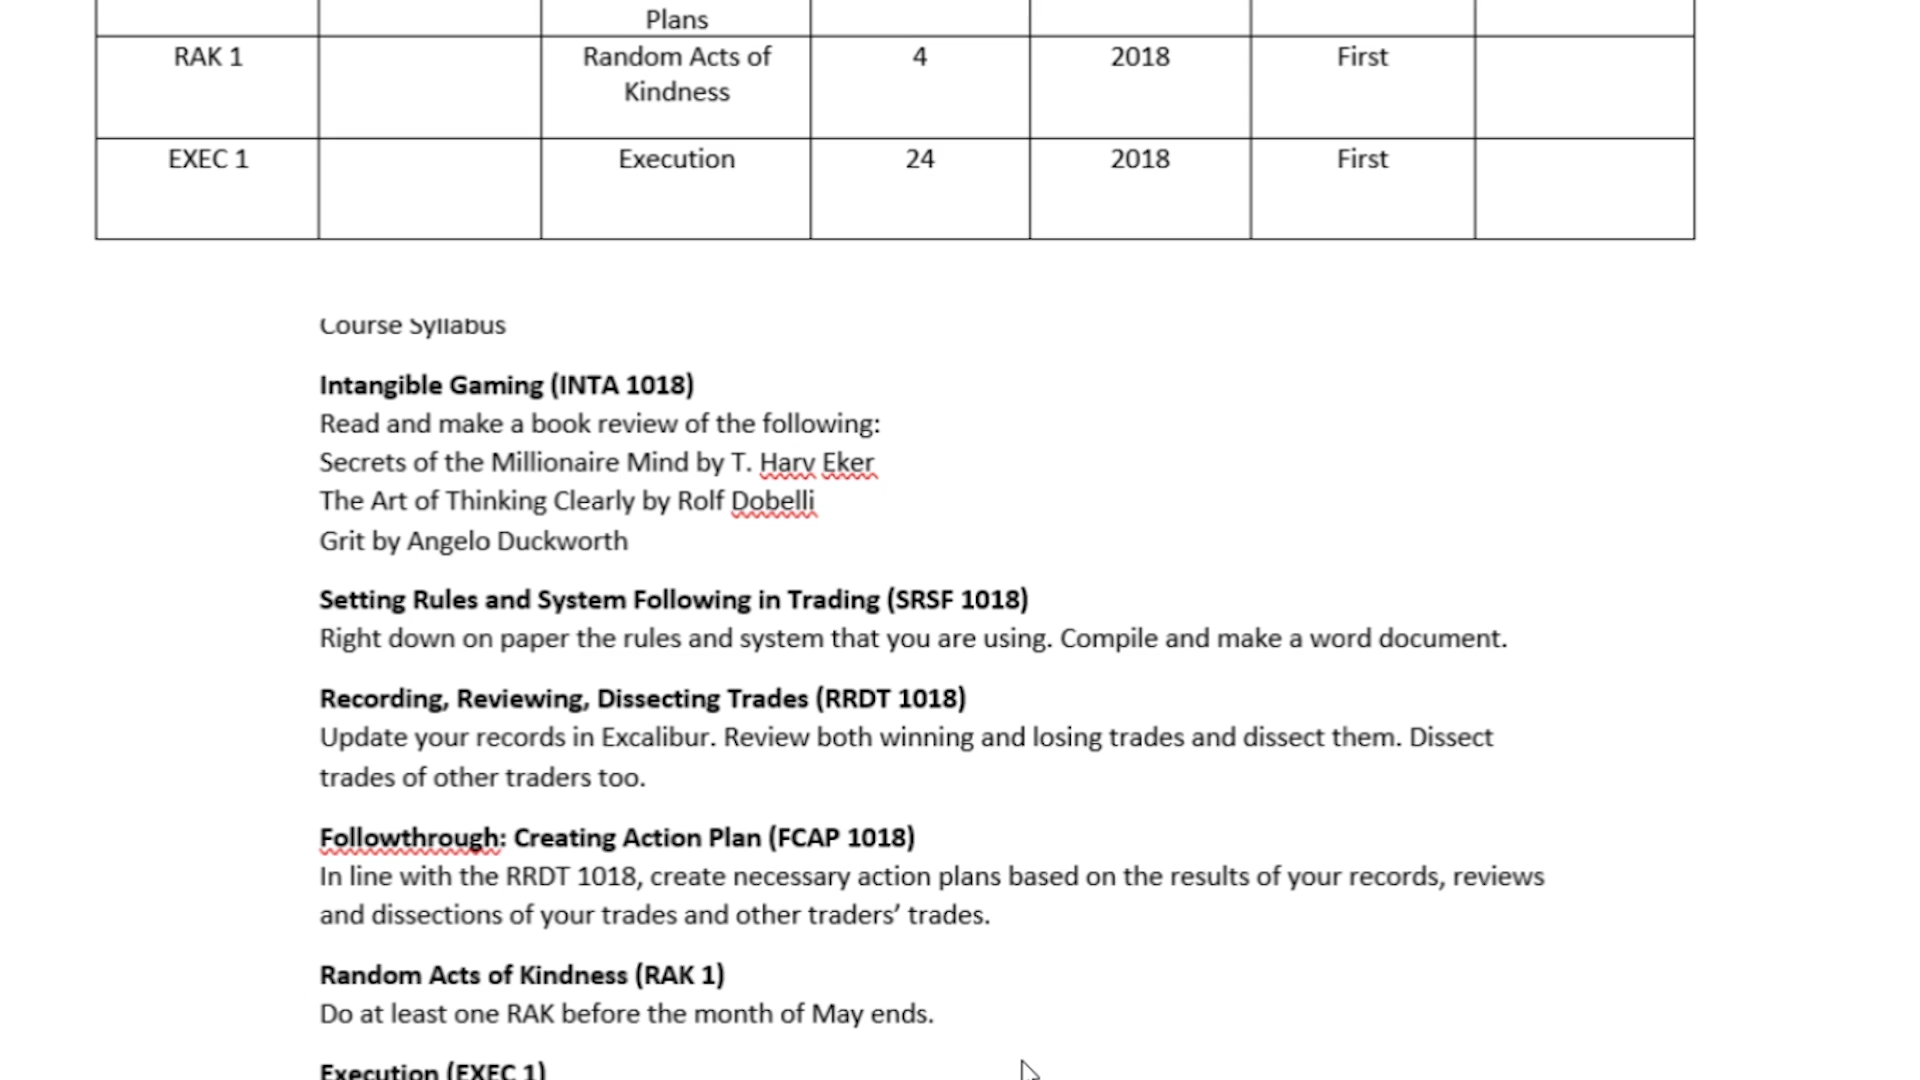 Plans
RAK 1 Random Acts of 4 2018 First
Kindness
EXEC 1 Execution 24 2018 First
Course Syllabus
Intangible Gaming (INTA 1018)
Read and make a book review of the following:
Secrets of the Millionaire Mind by T. Harv Eker
The Art of Thinking Clearly by Rolf Dobelli
Grit by Angelo Duckworth
Setting Rules and System Following in Trading (SRSF 1018)
Right down on paper the rules and system that you are using. Compile and make a word document.
Recording, Reviewing, Dissecting Trades (RRDT 1018)
Update your records in Excalibur. Review both winning and losing trades and dissect them. Dissect
trades of other traders too.
Followthrough: Creating Action Plan (FCAP 1018)
In line with the RRDT 1018, create necessary action plans based on the results of your records, reviews
and dissections of your trades and other traders’ trades.
Random Acts of Kindness (RAK 1)
Do at least one RAK before the month of May ends.
Execution (EXEC 1)